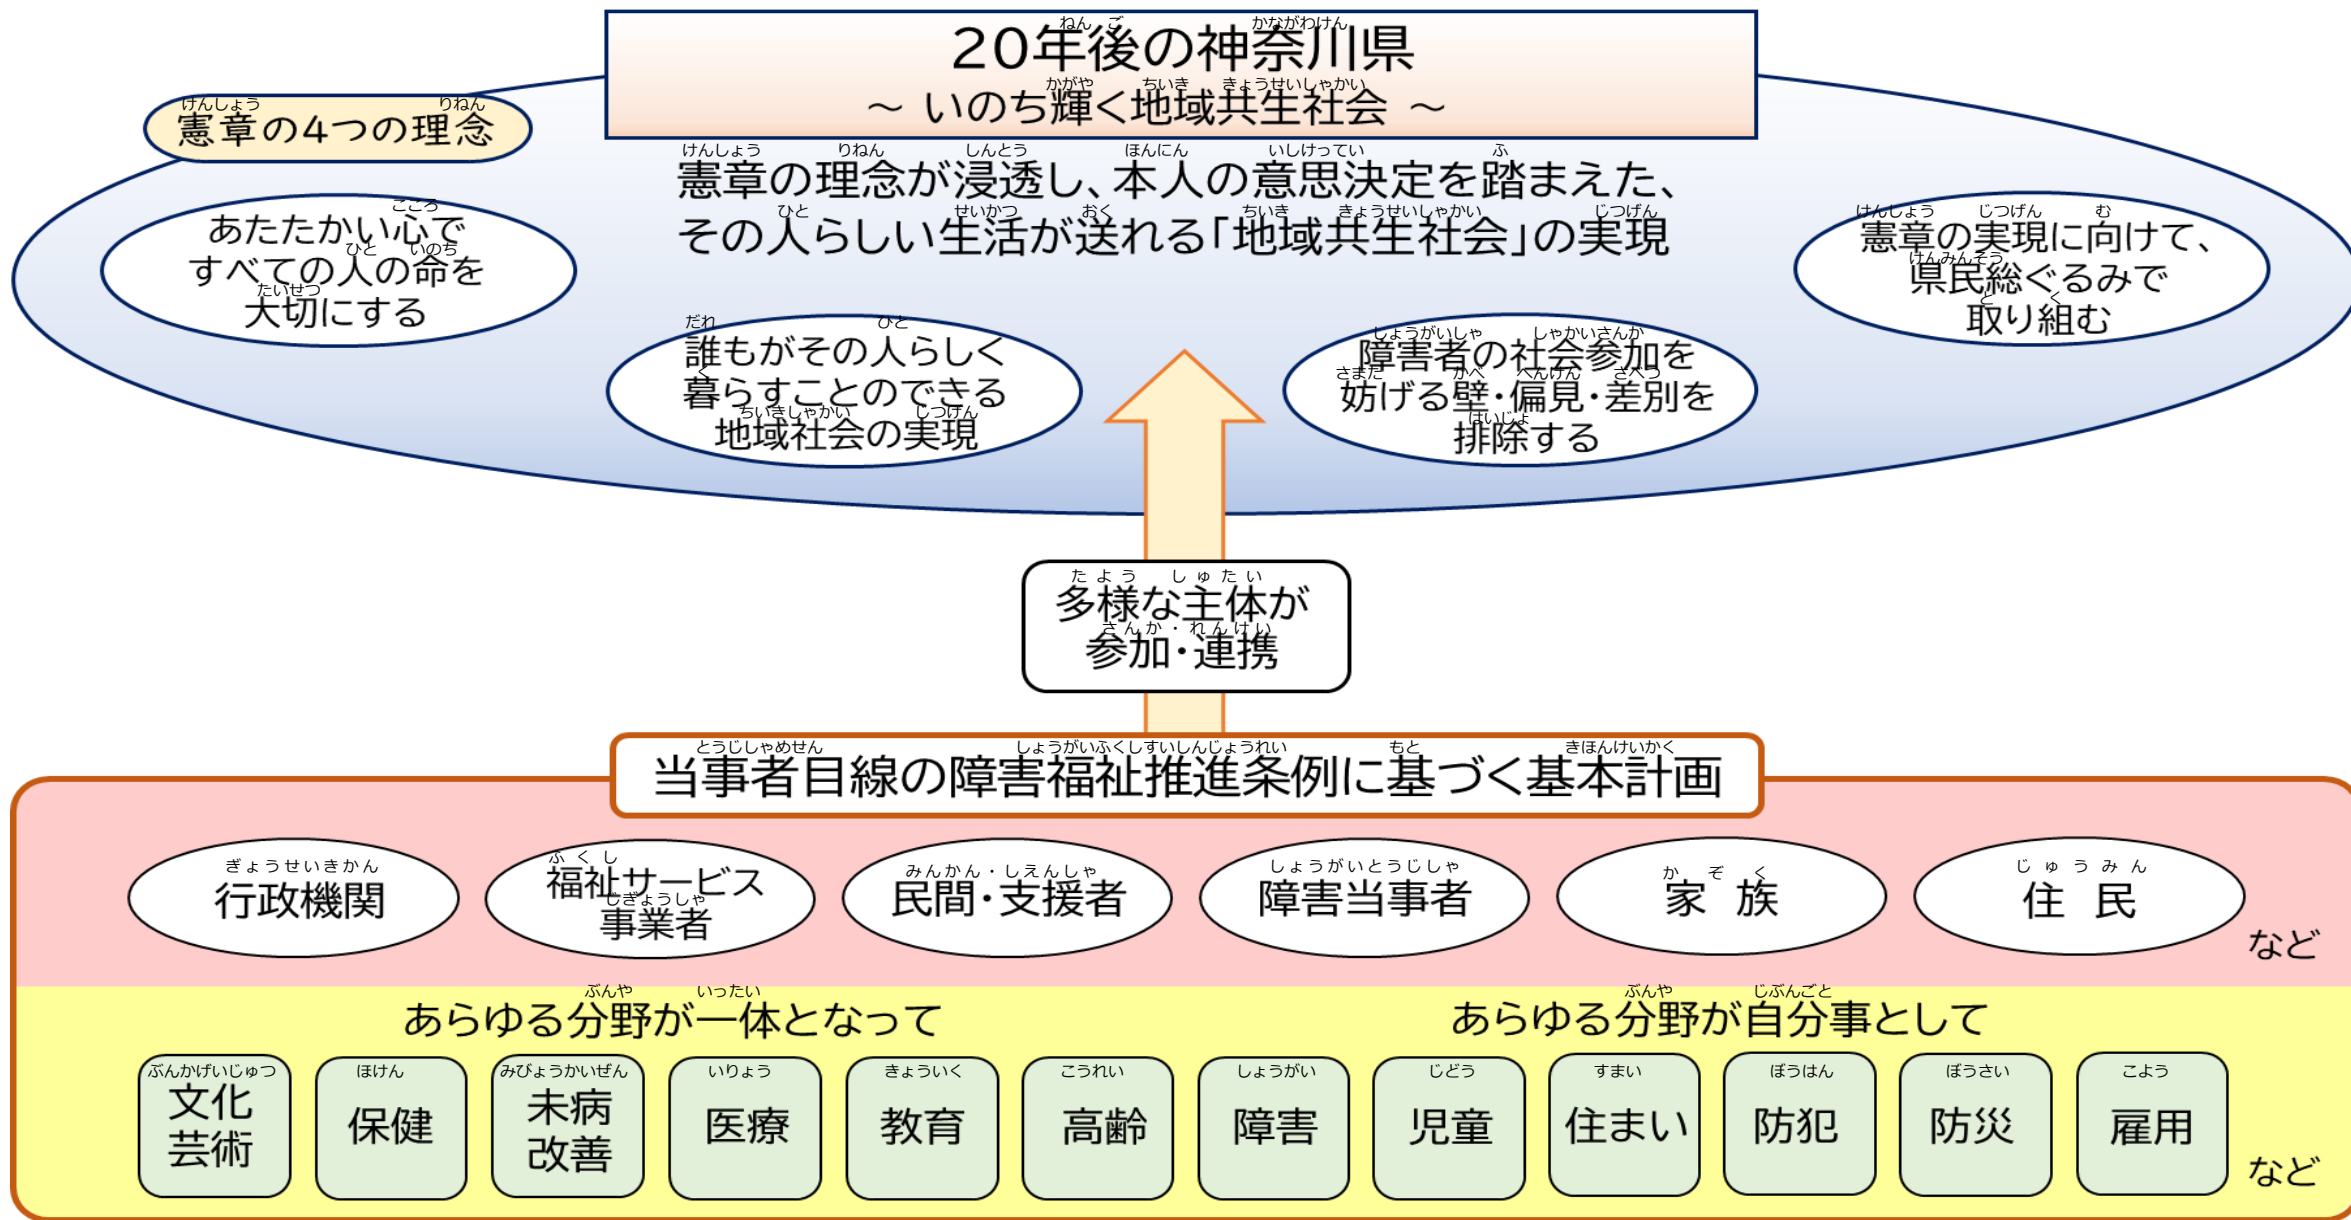 20年後の神奈川県
～ いのち輝く地域共生社会 ～
憲章の4つの理念
憲章の理念が浸透し、本人の意思決定を踏まえた、
その人らしい生活が送れる「地域共生社会」の実現
あたたかい心で
すべての人の命を
大切にする
誰もがその人らしく
暮らすことのできる
地域社会の実現
障害者の社会参加を
妨げる壁・偏見・差別を
排除する
憲章の実現に向けて、
県民総ぐるみで
取り組む
多様な主体が
参加・連携
当事者目線の障害福祉推進条例に基づく基本計画
行政機関
福祉サービス
事業者
民間・支援者
障害当事者
家 族
住 民
など
あらゆる分野が一体となって
あらゆる分野が自分事として
文化
芸術
保健
未病
改善
医療
教育
高齢
障害
児童
住まい
防犯
防災
雇用
など